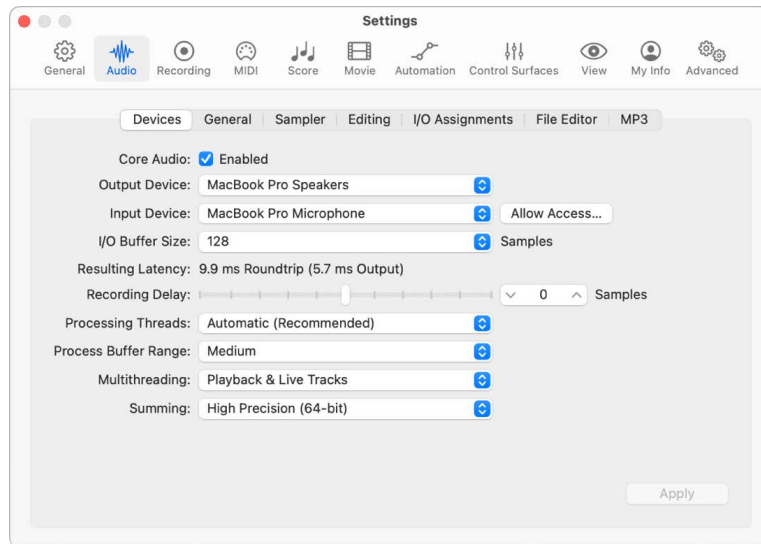 Settings
General Audio Recording MIDI Score Movie Automation Control Surfaces View My Info Advanced
Devices General Sampler Editing I/O Assignments File Editor MP3
Core Audio: Enabled
Output Device: MacBook Pro Speakers
Input Device: MacBook Pro Microphone Allow Access...
I/O Buffer Size: 128 Samples
Resulting Latency: 9.9 ms Roundtrip (5.7 ms Output)
Recording Delay: 0 Samples
Processing Threads: Automatic (Recommended)
Process Buffer Range: Medium
Multithreading: Playback & Live Tracks
Summing: High Precision (64-bit)
Apply